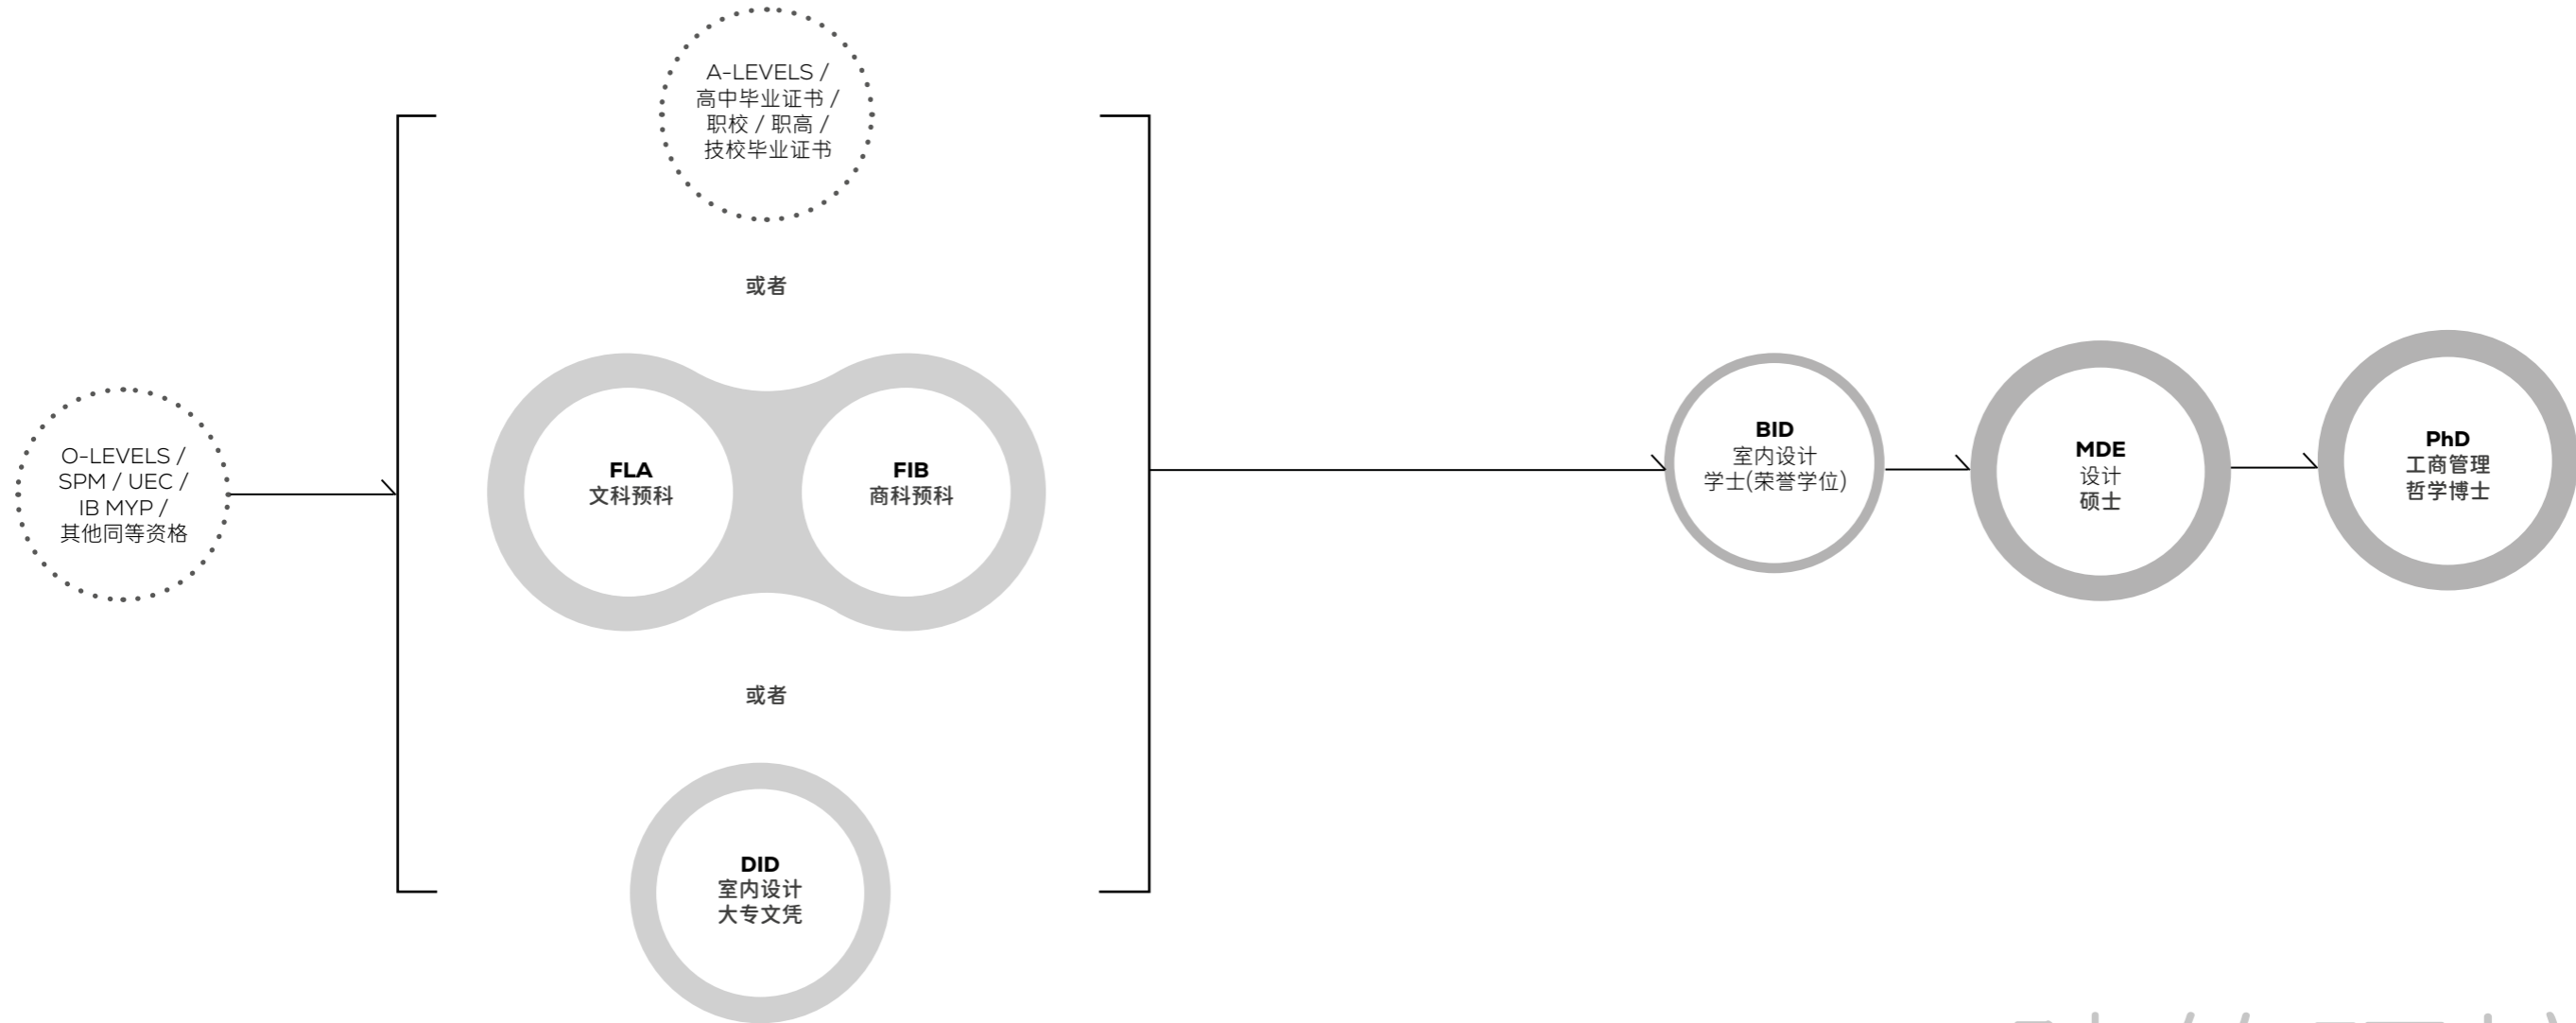 A-LEVELS /
高中毕业证书 /
职校 / 职高 /
技校毕业证书
或者
O-LEVELS /
SPM / UEC /
IB MYP /
其他同等资格
FLA
文科预科
FIB
商科预科
BID
室内设计
学士(荣誉学位)
MDE
设计
硕士
PhD
工商管理
哲学博士
或者
DID
室内设计
大专文凭